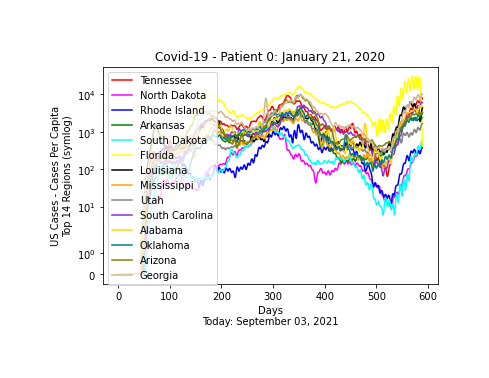 Covid-19 - Patient 0: January 21, 2020
US Cases - Cases Per Capita
Top 14 Regions (symlog)
10⁴
10³
10²
10¹
10⁰
0
Tennessee
North Dakota
Rhode Island
Arkansas
South Dakota
Florida
Louisiana
Mississippi
Utah
South Carolina
Alabama
Oklahoma
Arizona
Georgia
0 100 200 300 400 500 600
Days
Today: September 03, 2021